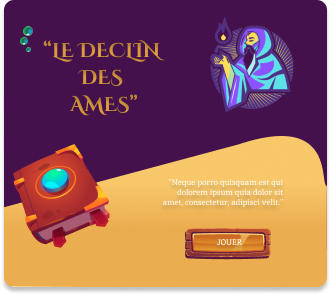 “LE DECLIN
DES
AMES”
"Neque porro quisquam est qui
dolorem ipsum quia dolor sit
amet, consectetur, adipisci velit."
JOUER